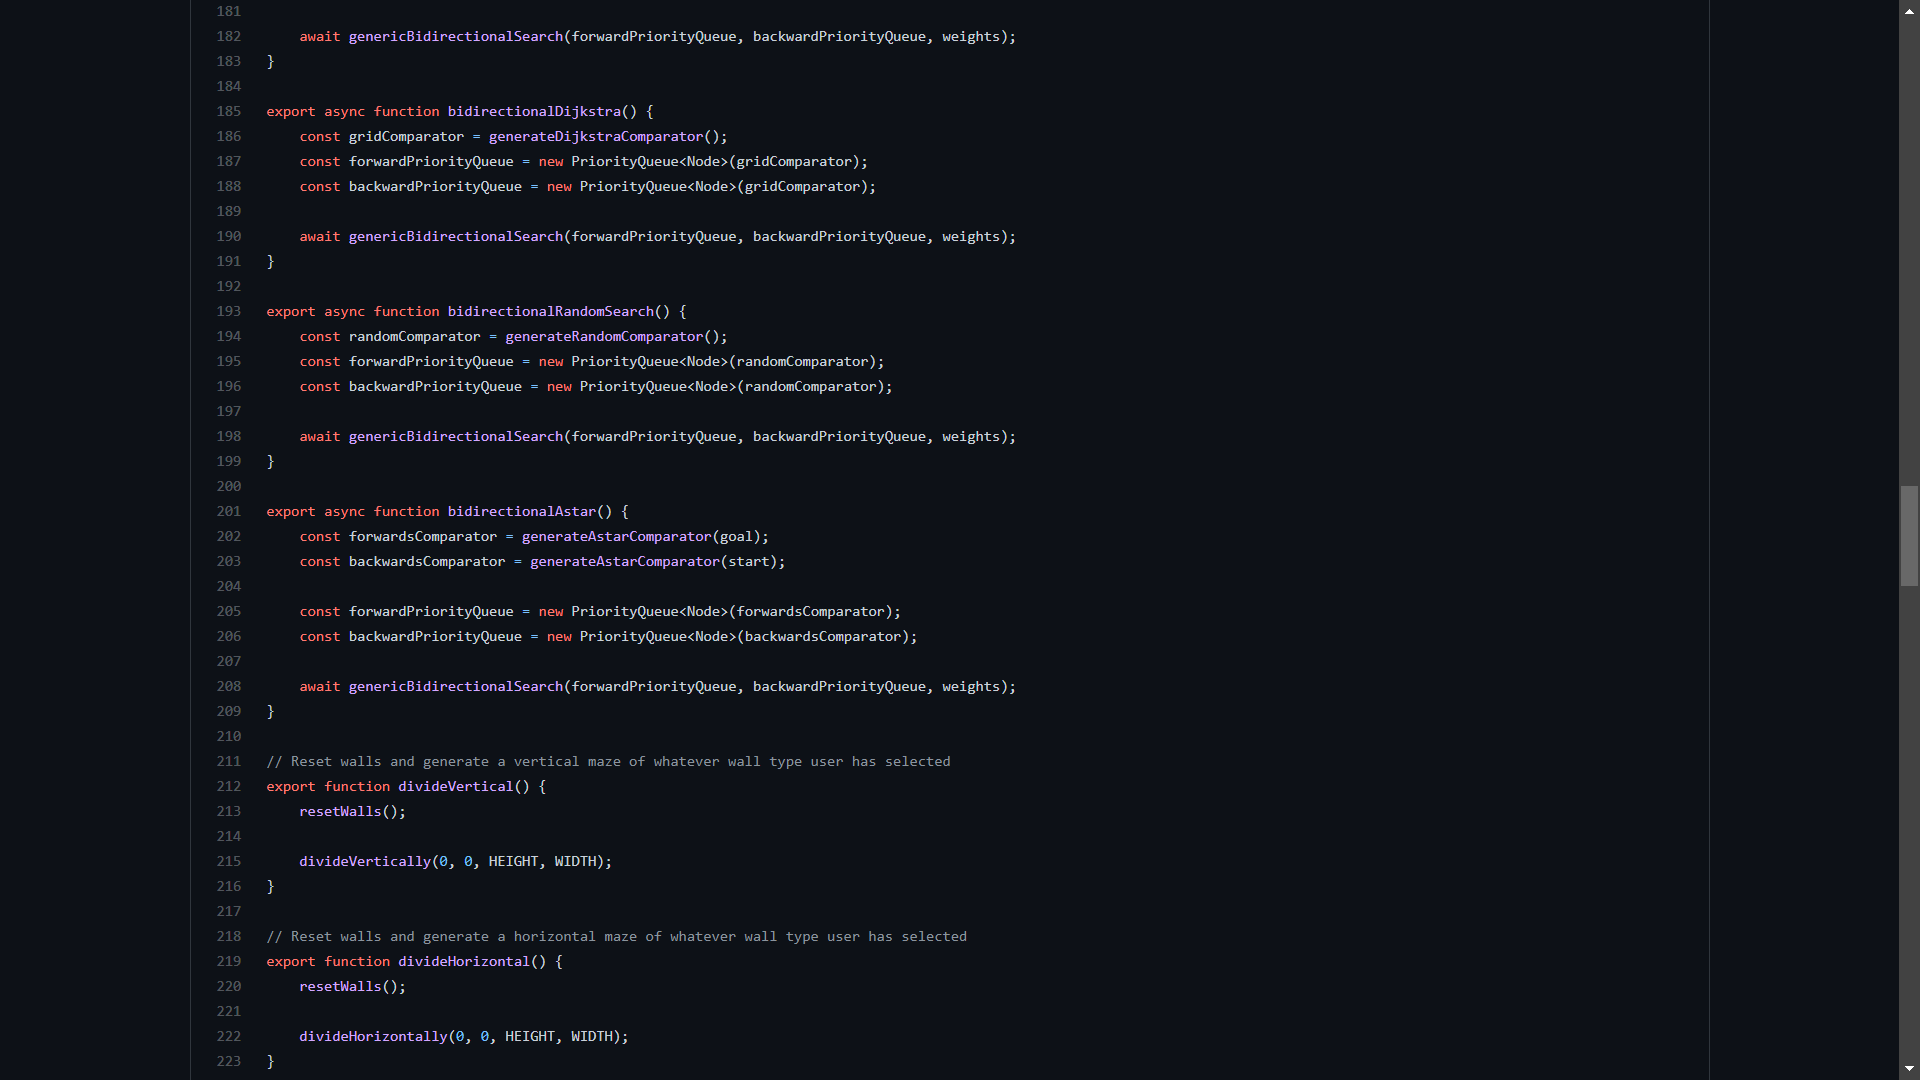 181
182 await genericBidirectionalSearch(forwardPriorityQueue, backwardPriorityQueue, weights);
183 }
184
185 export async function bidirectionalDijkstra() {
186 const gridComparator = generateDijkstraComparator();
187 const forwardPriorityQueue = new PriorityQueue<Node>(gridComparator);
188 const backwardPriorityQueue = new PriorityQueue<Node>(gridComparator);
189
190 await genericBidirectionalSearch(forwardPriorityQueue, backwardPriorityQueue, weights);
191 }
192
193 export async function bidirectionalRandomSearch() {
194 const randomComparator = generateRandomComparator();
195 const forwardPriorityQueue = new PriorityQueue<Node>(randomComparator);
196 const backwardPriorityQueue = new PriorityQueue<Node>(randomComparator);
197
198 await genericBidirectionalSearch(forwardPriorityQueue, backwardPriorityQueue, weights);
199 }
200
201 export async function bidirectionalAstar() {
202 const forwardsComparator = generateAstarComparator(goal);
203 const backwardsComparator = generateAstarComparator(start);
204
205 const forwardPriorityQueue = new PriorityQueue<Node>(forwardsComparator);
206 const backwardPriorityQueue = new PriorityQueue<Node>(backwardsComparator);
207
208 await genericBidirectionalSearch(forwardPriorityQueue, backwardPriorityQueue, weights);
209 }
210
211 // Reset walls and generate a vertical maze of whatever wall type user has selected
212 export function divideVertical() {
213 resetWalls();
214
215 divideVertically(0, 0, HEIGHT, WIDTH);
216 }
217
218 // Reset walls and generate a horizontal maze of whatever wall type user has selected
219 export function divideHorizontal() {
220 resetWalls();
221
222 divideHorizontally(0, 0, HEIGHT, WIDTH);
223 }